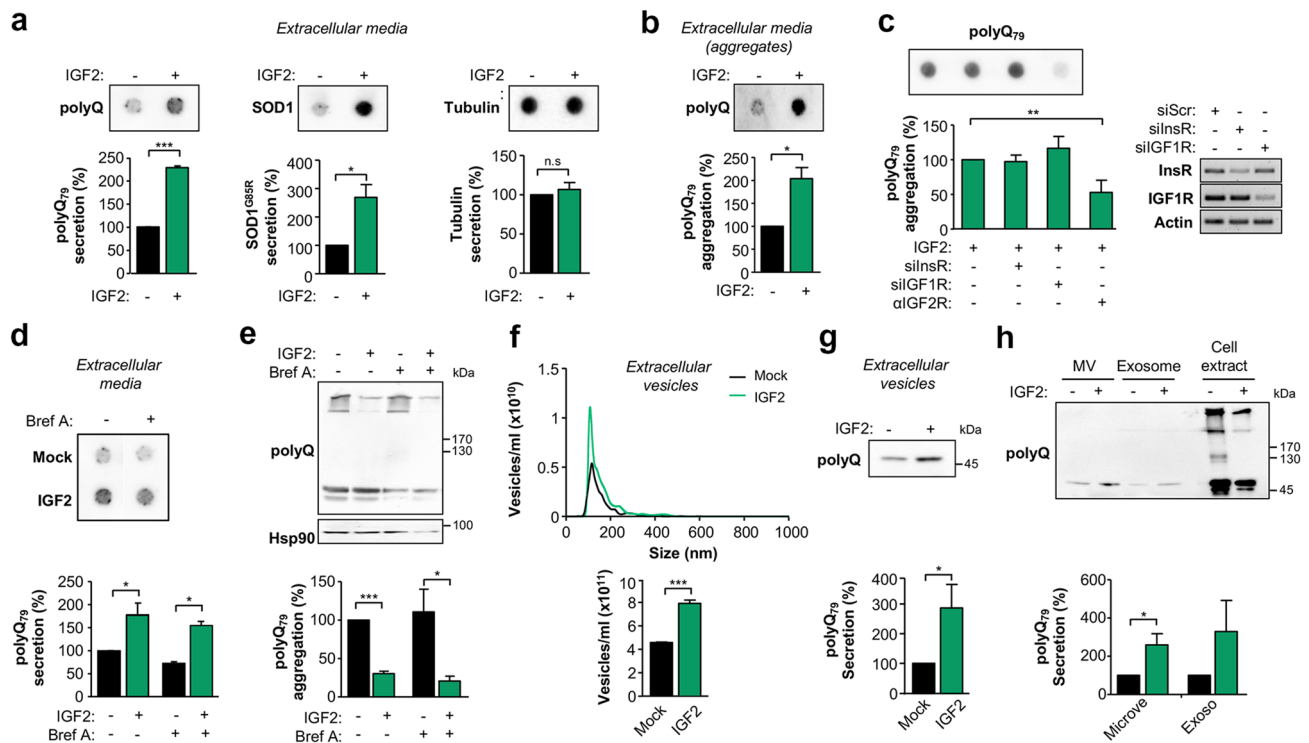 a
Extracellular media
IGF2: - +
polyQ
polyQ79 secretion (%)
250
200
150
100
50
0
***
IGF2: - +
IGF2: - +
SOD1
SOD1G85R secretion (%)
400
300
200
100
0
*
IGF2: - +
IGF2 : - +
Tubulin
Tubulin secretion (%)
150
100
50
0
n.s
IGF2: - +
b
Extracellular media
(aggregates)
IGF2: - +
polyQ
polyQ79 aggregation (%)
250
200
150
100
50
0
*
IGF2: - +
c
polyQ79
polyQ79 aggregation (%)
150
100
50
0
**
IGF2: + + + +
siInsR: - + - -
siIGF1R: - - + -
αIGF2R: - - - +
siScr: + - -
siInsR: - + -
siIGF1R: - - +
InsR
IGF1R
Actin
d
Extracellular
media
Bref A: - +
Mock
IGF2
polyQ79 secretion (%)
250
200
150
100
50
0
* *
IGF2: - + - +
Bref A: - - + +
e
IGF2: - + - +
Bref A: - - + + kDa
polyQ
170
130
100
Hsp90
polyQ79 aggregation (%)
150
100
50
0
*** *
IGF2: - + - +
Bref A: - - + +
f
Extracellular
vesicles
Mock
IGF2
Vesicles/ml (x10^10)
1.5
1
0.5
0
0 200 400 600 800 1000
Size (nm)
Vesicles/ml (x10^11)
10
8
6
4
2
0
***
Mock IGF2
g
Extracellular
vesicles
IGF2: - + kDa
polyQ
45
polyQ79 Secretion (%)
400
300
200
100
0
*
Mock IGF2
h
MV Exosome Cell extract
IGF2: - + - + - + kDa
polyQ
170
130
45
polyQ79 Secretion (%)
600
400
200
0
*
Microve Exoso